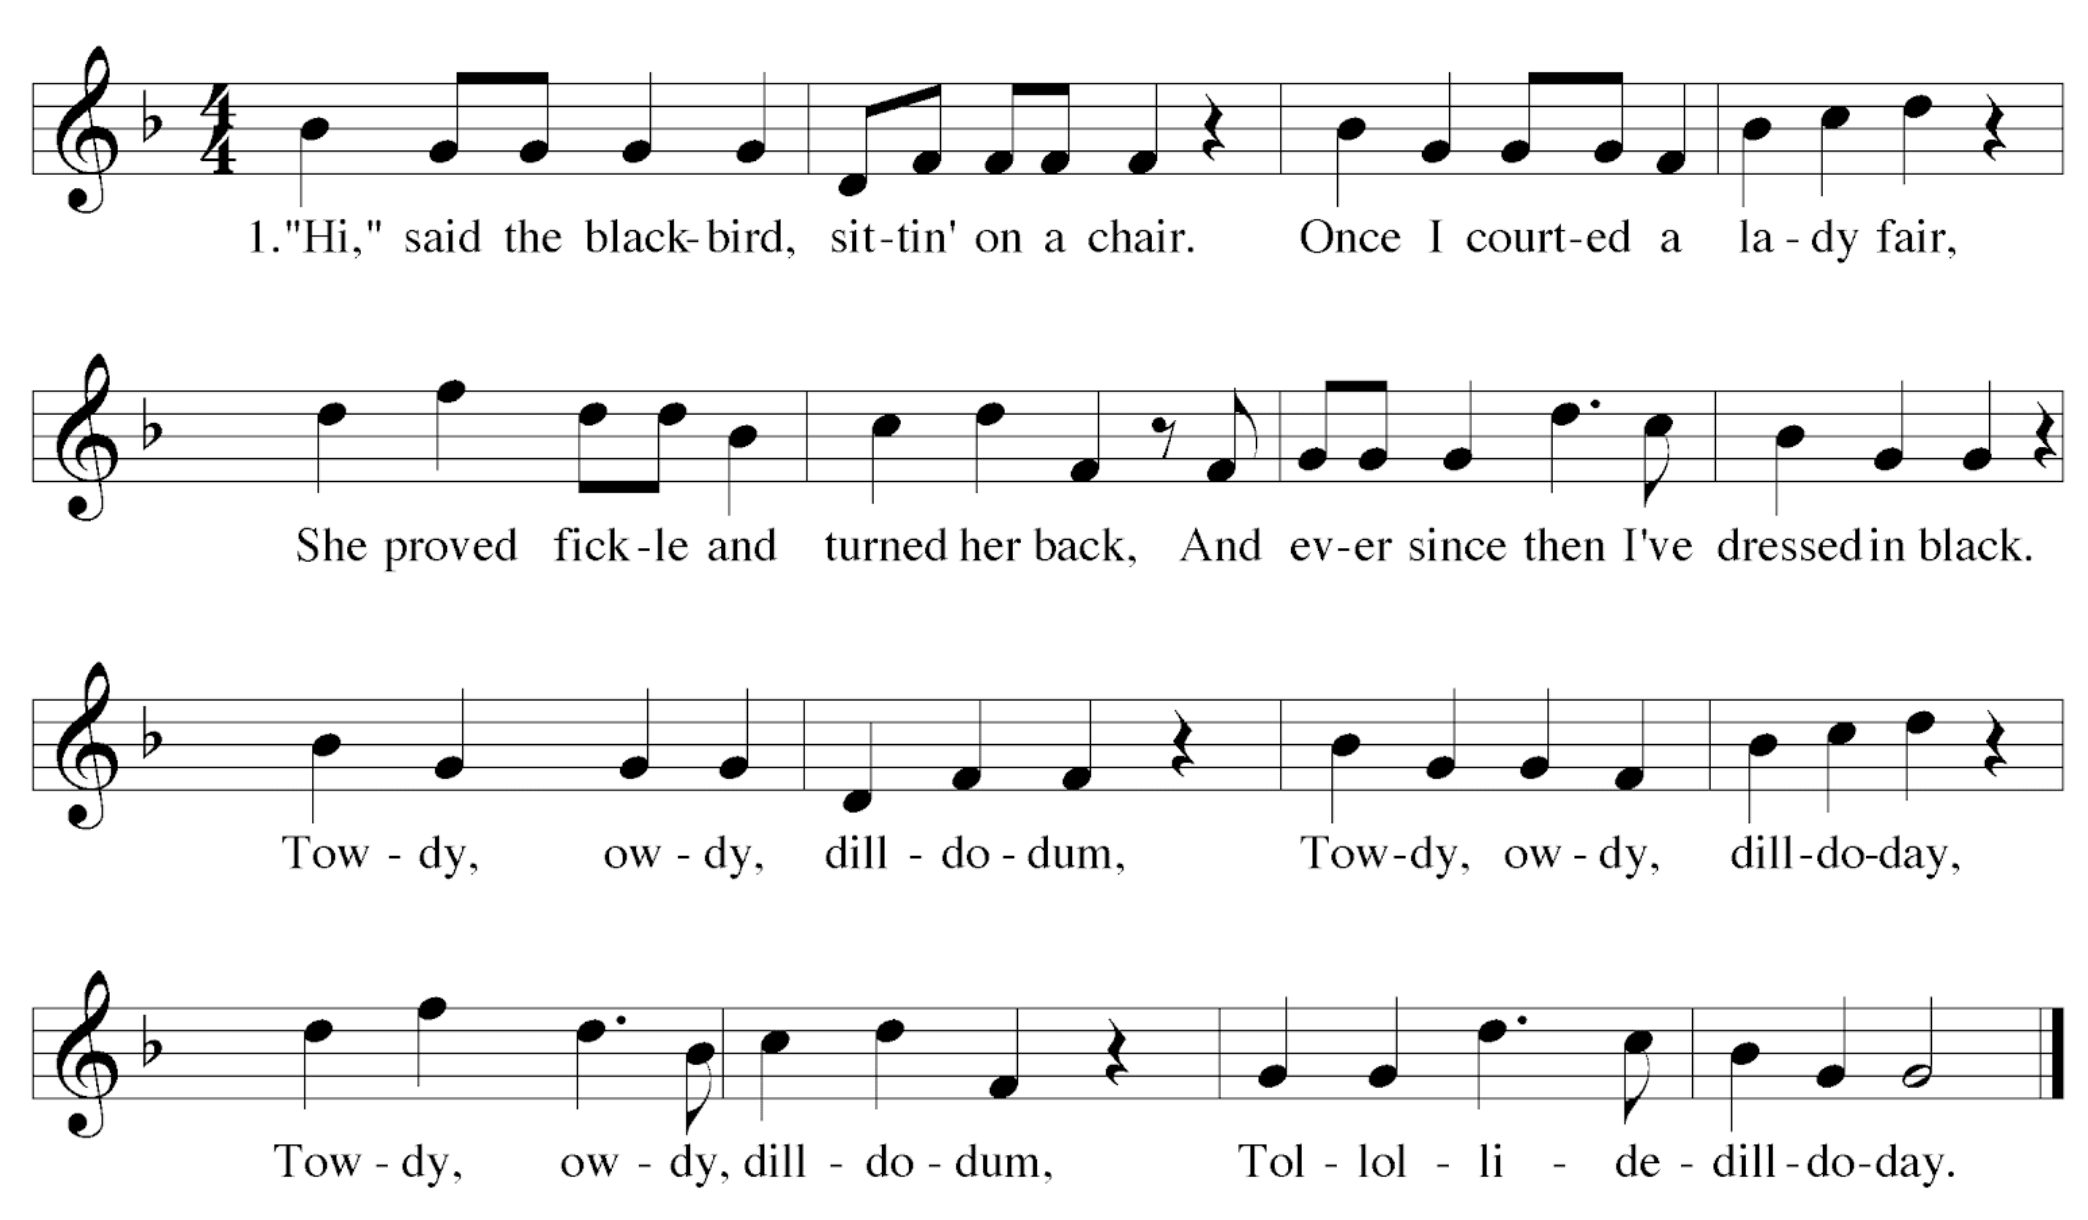 1."Hi," said the black-bird, sit-tin' on a chair. Once I court-ed a la-dy fair,
She proved fick-le and turned her back, And ev-er since then I've dressed in black.
Tow-dy, ow-dy, dill-do-dum, Tow-dy, ow-dy, dill-do-day,
Tow-dy, ow-dy, dill-do-dum, Tol-lol-li-de-dill-do-day.